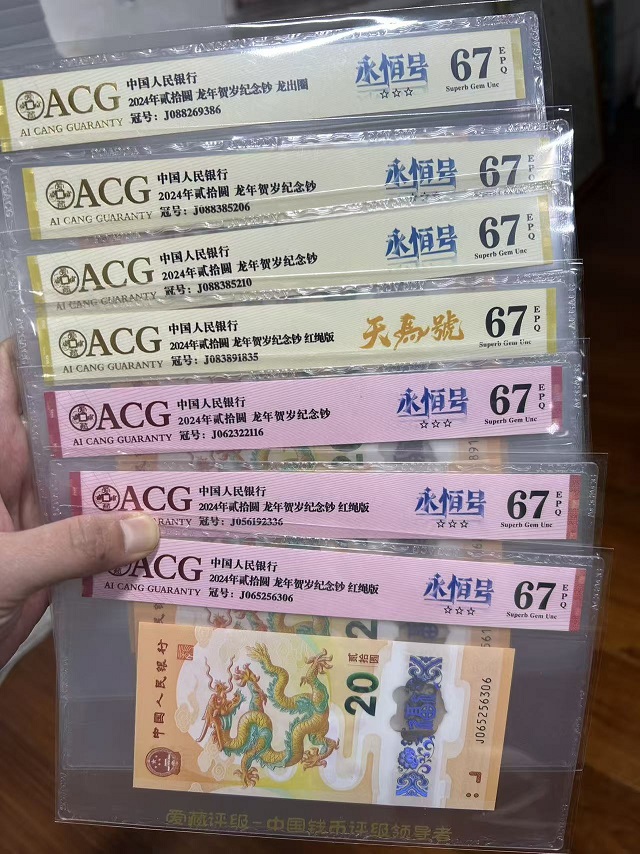 ACG
AI CANG GUARANTY
中国人民银行
2024年贰拾圆 龙年贺岁纪念钞 龙出圈
冠号：J088269386
永恒号
☆☆☆
67
EPQ
Superb Gem Unc
ACG
AI CANG GUARANTY
中国人民银行
2024年贰拾圆 龙年贺岁纪念钞
冠号：J088385206
永恒号
67
EPQ
Superb Gem Unc
ACG
AI CANG GUARANTY
中国人民银行
2024年贰拾圆 龙年贺岁纪念钞
冠号：J088385210
永恒号
67
EPQ
Superb Gem Unc
ACG
AI CANG GUARANTY
中国人民银行
2024年贰拾圆 龙年贺岁纪念钞 红绳版
冠号：J083891835
天為號
67
EPQ
Superb Gem Unc
ACG
AI CANG GUARANTY
中国人民银行
2024年贰拾圆 龙年贺岁纪念钞
冠号：J062322116
永恒号
☆☆☆
67
EPQ
Superb Gem Unc
ACG
RANTY
中国人民银行
2024年贰拾圆 龙年贺岁纪念钞 红绳版
冠号：J056192336
永恒号
☆☆☆
67
EPQ
Superb Gem Unc
ACG
AI CANG GUARANTY
中国人民银行
2024年贰拾圆 龙年贺岁纪念钞 红绳版
冠号：J065256306
永恒号
☆☆☆
67
EPQ
Superb Gem Unc
中國人民银行
贰拾圆
20
J065256306
爱藏评级-中国钱币评级领导者